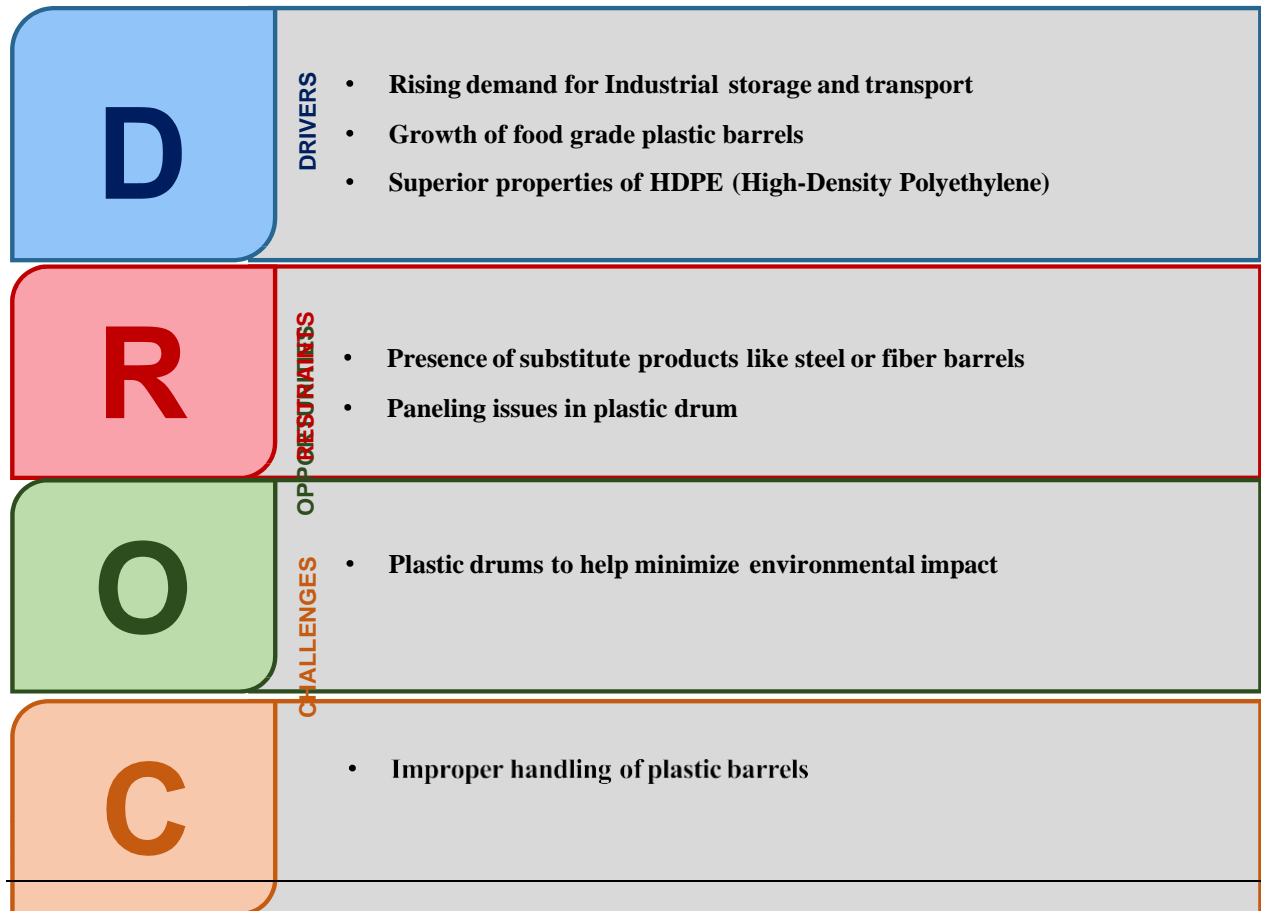 D
DRIVERS
• Rising demand for Industrial storage and transport
• Growth of food grade plastic barrels
• Superior properties of HDPE (High-Density Polyethylene)
R
RESTRAINTS
• Presence of substitute products like steel or fiber barrels
• Paneling issues in plastic drum
O
OPPORTUNITIES
• Plastic drums to help minimize environmental impact
C
CHALLENGES
• Improper handling of plastic barrels